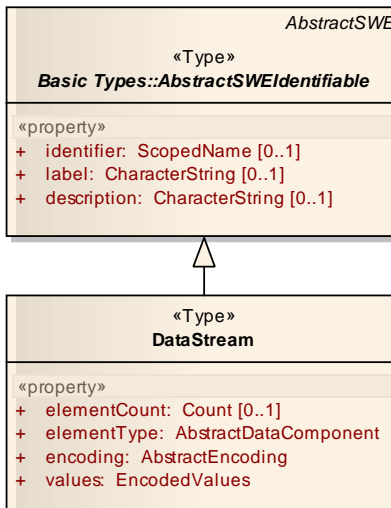 AbstractSWE
«Type»
Basic Types::AbstractSWEIdentifiable
«property»
+ identifier: ScopedName [0..1]
+ label: CharacterString [0..1]
+ description: CharacterString [0..1]
«Type»
DataStream
«property»
+ elementCount: Count [0..1]
+ elementType: AbstractDataComponent
+ encoding: AbstractEncoding
+ values: EncodedValues